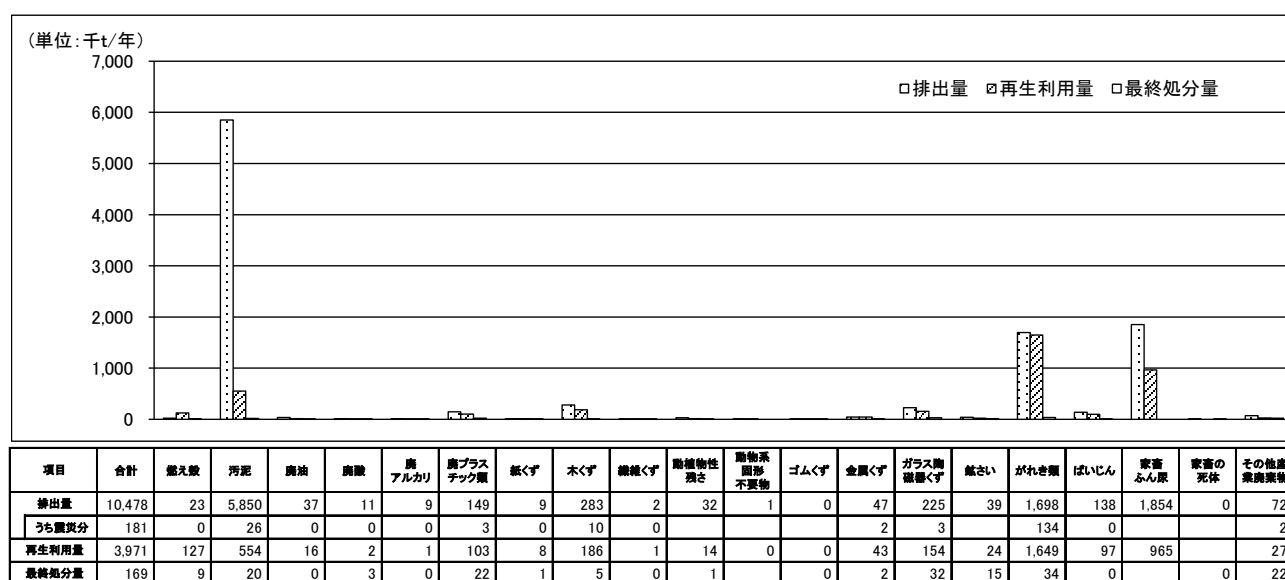 （単位：千t/年）
7,000
6,000
5,000
4,000
3,000
2,000
1,000
0
□排出量 □再生利用量 □最終処分量
項目 合計 燃え殻 汚泥 廃油 廃酸 廃アルカリ 廃プラスチック類 紙くず 木くず 繊維くず 動植物性残さ 動物系固形不要物 ゴムくず 金属くず ガラス陶磁器くず 鉱さい がれき類 ばいじん 家畜ふん尿 家畜の死体 その他産業廃棄物
排出量 10,478 23 5,850 37 11 9 149 9 283 2 32 1 0 47 225 39 1,698 138 1,854 0 72
うち震災分 181 0 26 0 0 0 3 0 10 0 2 3 134 0 2
再生利用量 3,971 127 554 16 2 1 103 8 186 1 14 0 0 43 154 24 1,649 97 965 0 27
最終処分量 169 9 20 0 3 0 22 1 5 0 1 0 2 32 15 34 0 0 22